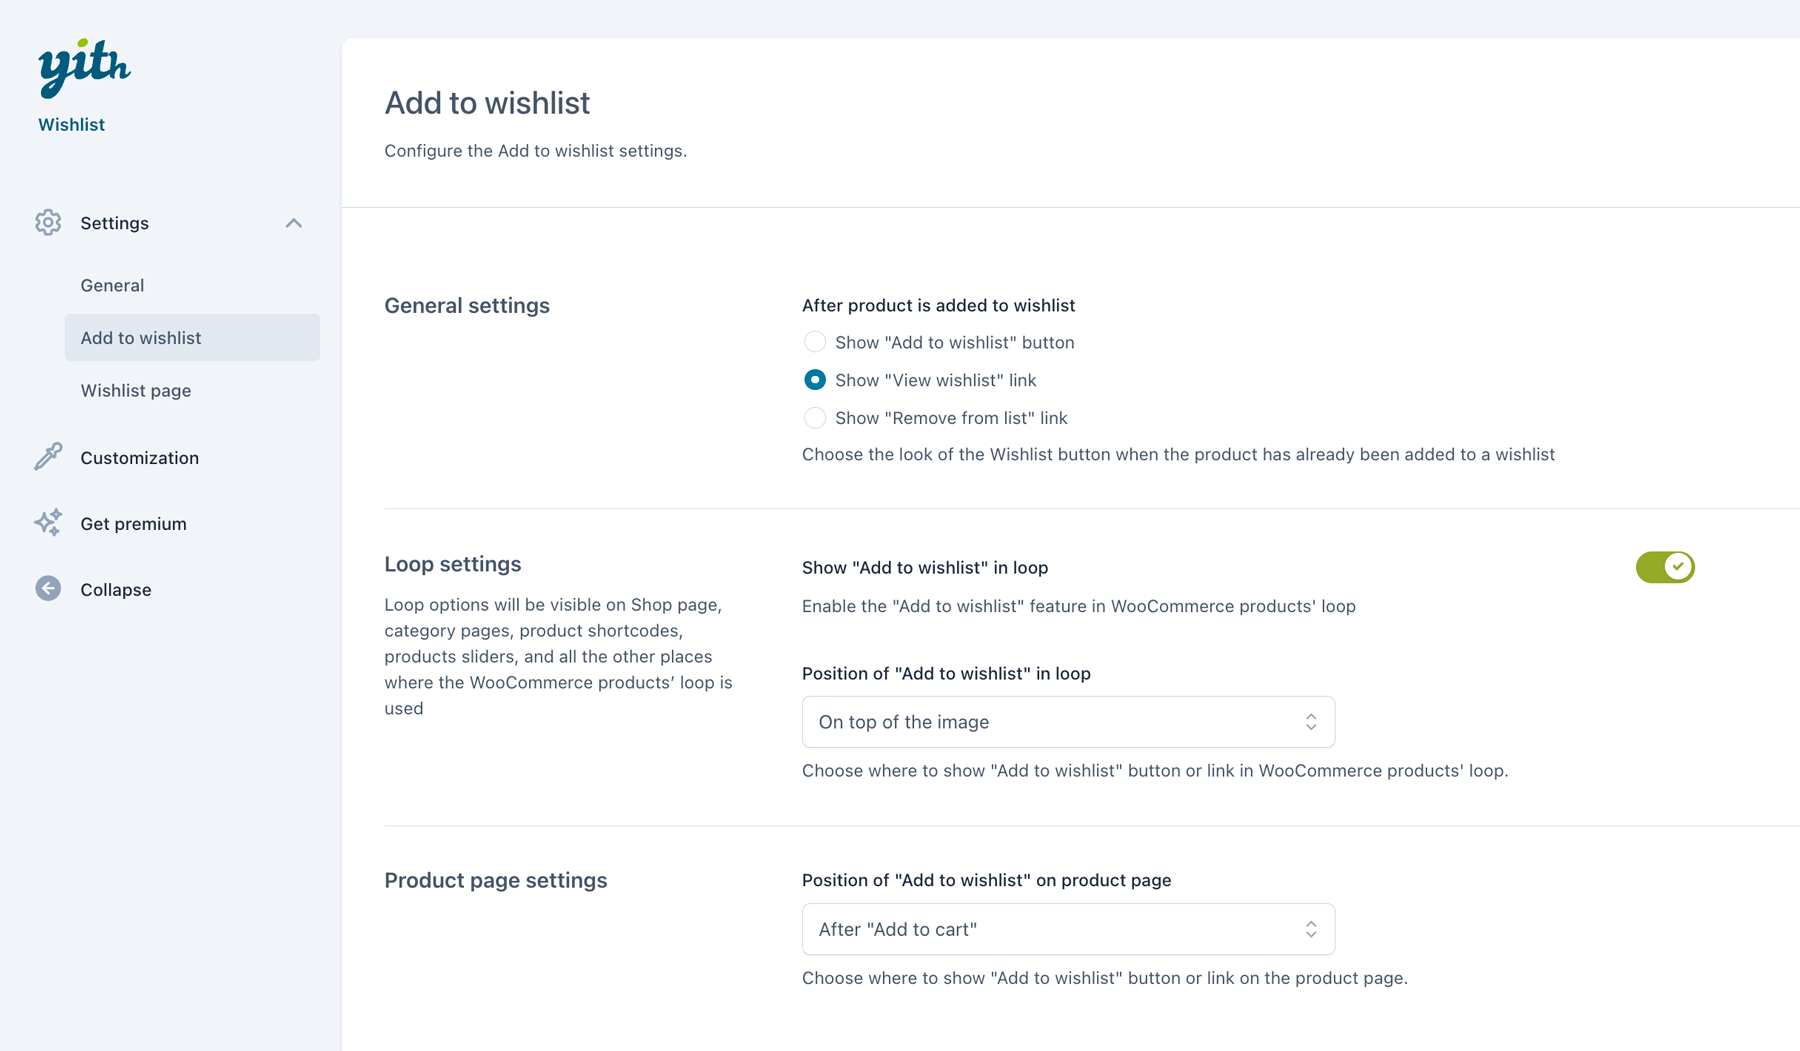 yith
Wishlist
Settings
General
Add to wishlist
Wishlist page
Customization
Get premium
Collapse
Add to wishlist
Configure the Add to wishlist settings.
General settings
After product is added to wishlist
Show "Add to wishlist" button
Show "View wishlist" link
Show "Remove from list" link
Choose the look of the Wishlist button when the product has already been added to a wishlist
Loop settings
Loop options will be visible on Shop page,
category pages, product shortcodes,
products sliders, and all the other places
where the WooCommerce products’ loop is
used
Show "Add to wishlist" in loop
Enable the "Add to wishlist" feature in WooCommerce products' loop
Position of "Add to wishlist" in loop
On top of the image
Choose where to show "Add to wishlist" button or link in WooCommerce products' loop.
Product page settings
Position of "Add to wishlist" on product page
After "Add to cart"
Choose where to show "Add to wishlist" button or link on the product page.